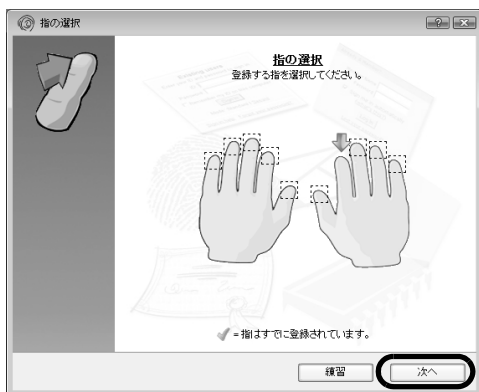 指の選択
指の選択
登録する指を選択してください。
=指はすでに登録されています。
練習
次へ